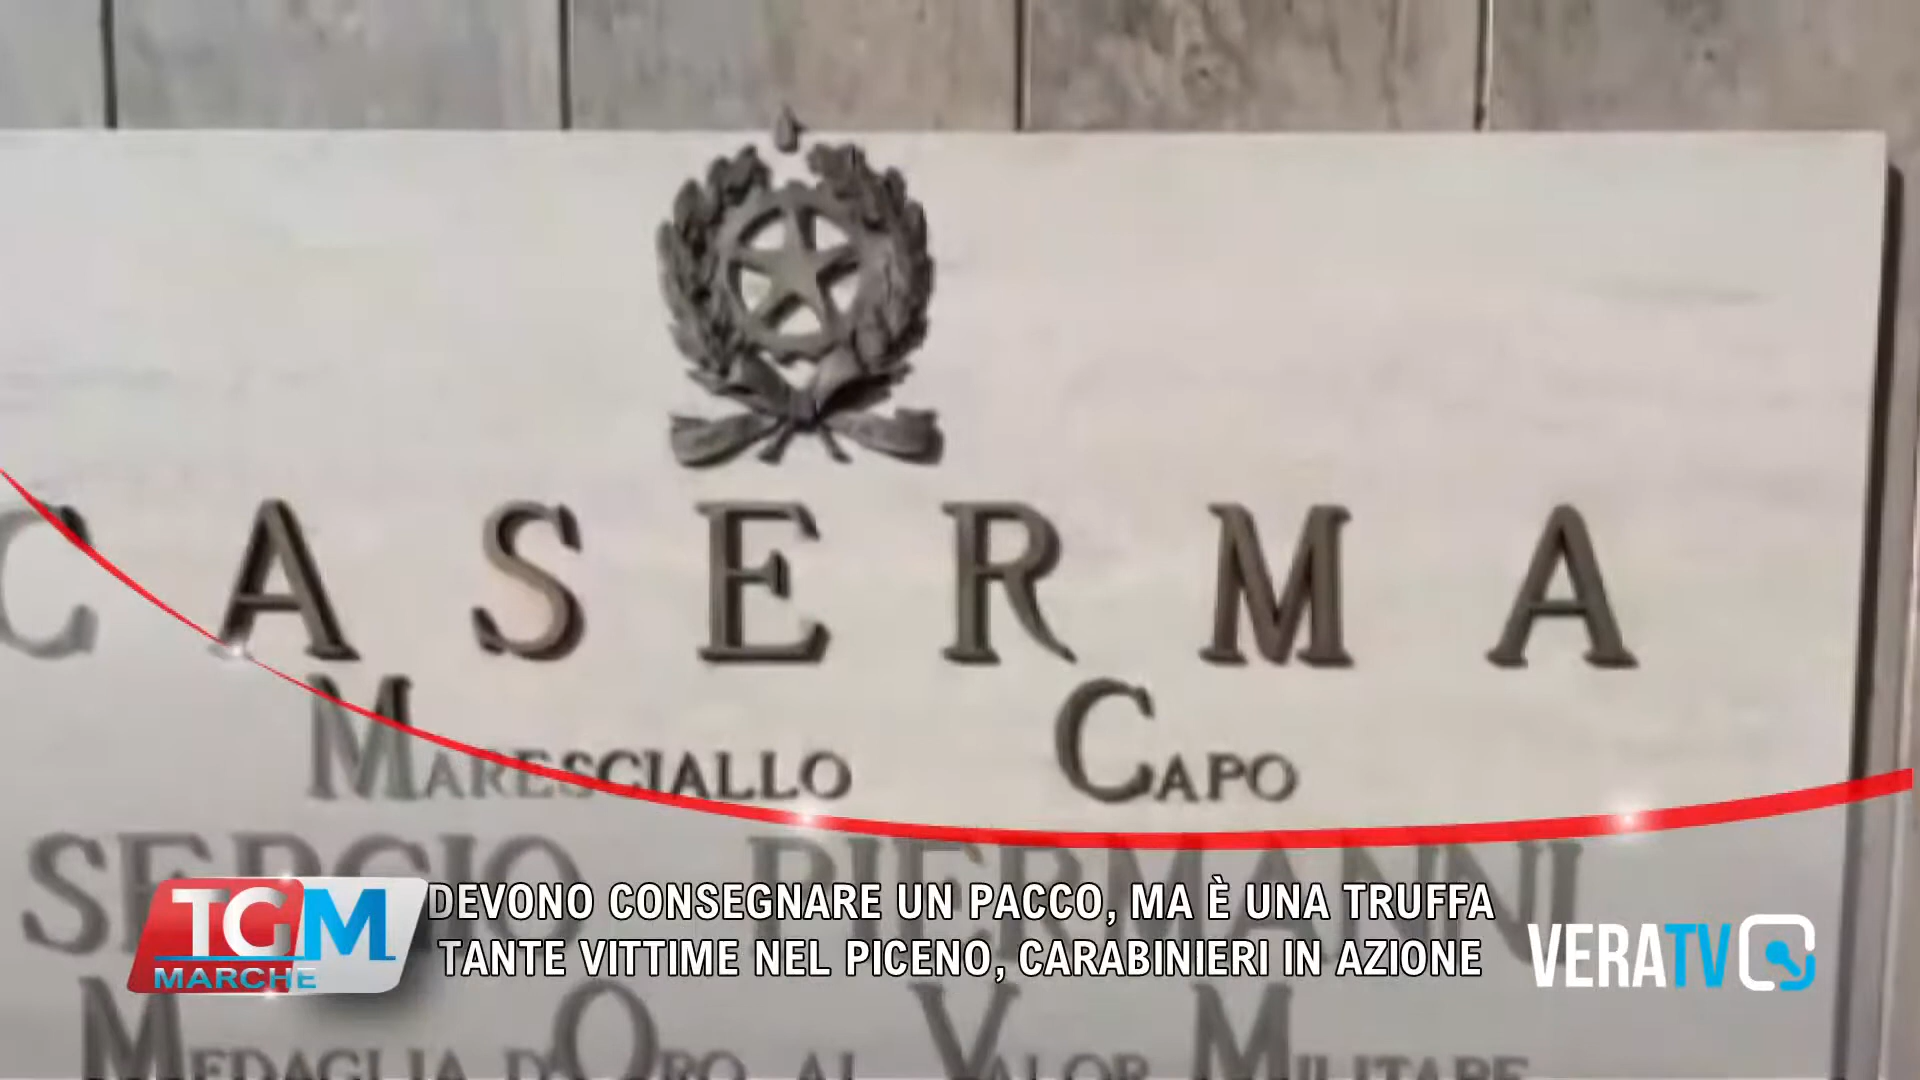 CASERMA
MARESCIALLO CAPO
SERGIO PIERMANNI
MEDAGLIA D'ORO AL VALOR MILITARE
TGM
MARCHE
DEVONO CONSEGNARE UN PACCO, MA È UNA TRUFFA
TANTE VITTIME NEL PICENO, CARABINIERI IN AZIONE
VERATV